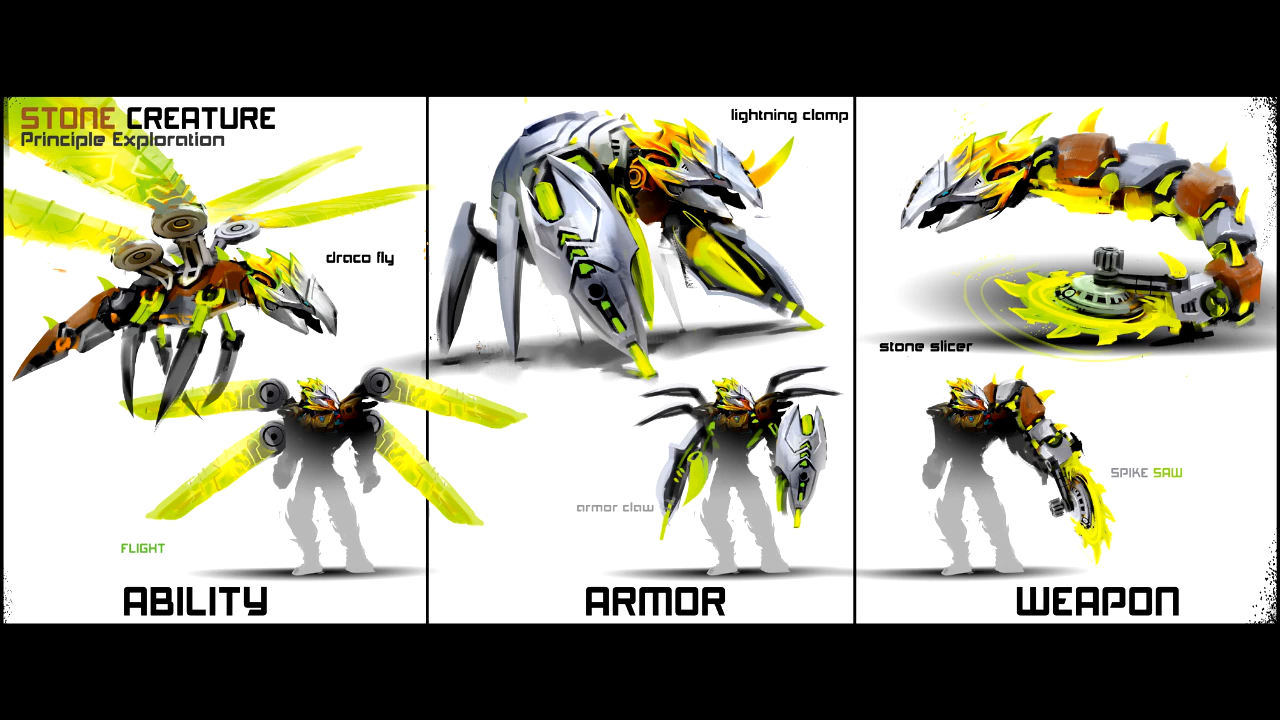 STONE CREATURE
Principle Exploration
draco fly
FLIGHT
ABILITY
lightning clamp
armor claw
ARMOR
stone slicer
SPIKE SAW
WEAPON